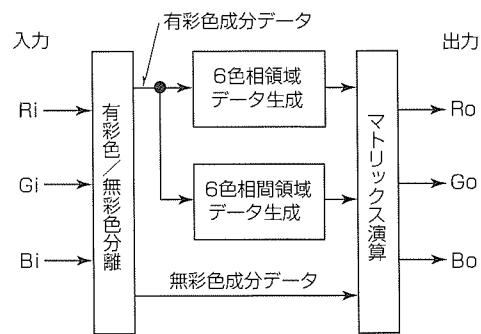 有彩色成分データ
入力
出力
Ri
Gi
Bi
有彩色／無彩色分離
6色相領域
データ生成
6色相間領域
データ生成
無彩色成分データ
マトリックス演算
Ro
Go
Bo